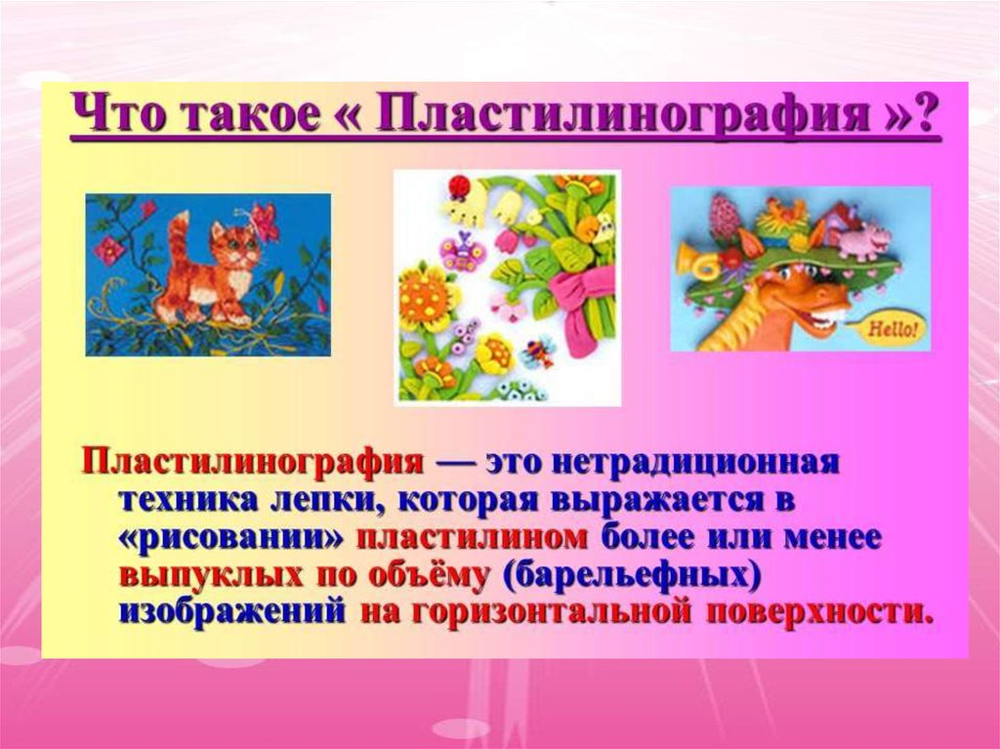 Что такое « Пластилинография »?
Hello!
Пластилинография — это нетрадиционная
техника лепки, которая выражается в
«рисовании» пластилином более или менее
выпуклых по объёму (барельефных)
изображений на горизонтальной поверхности.